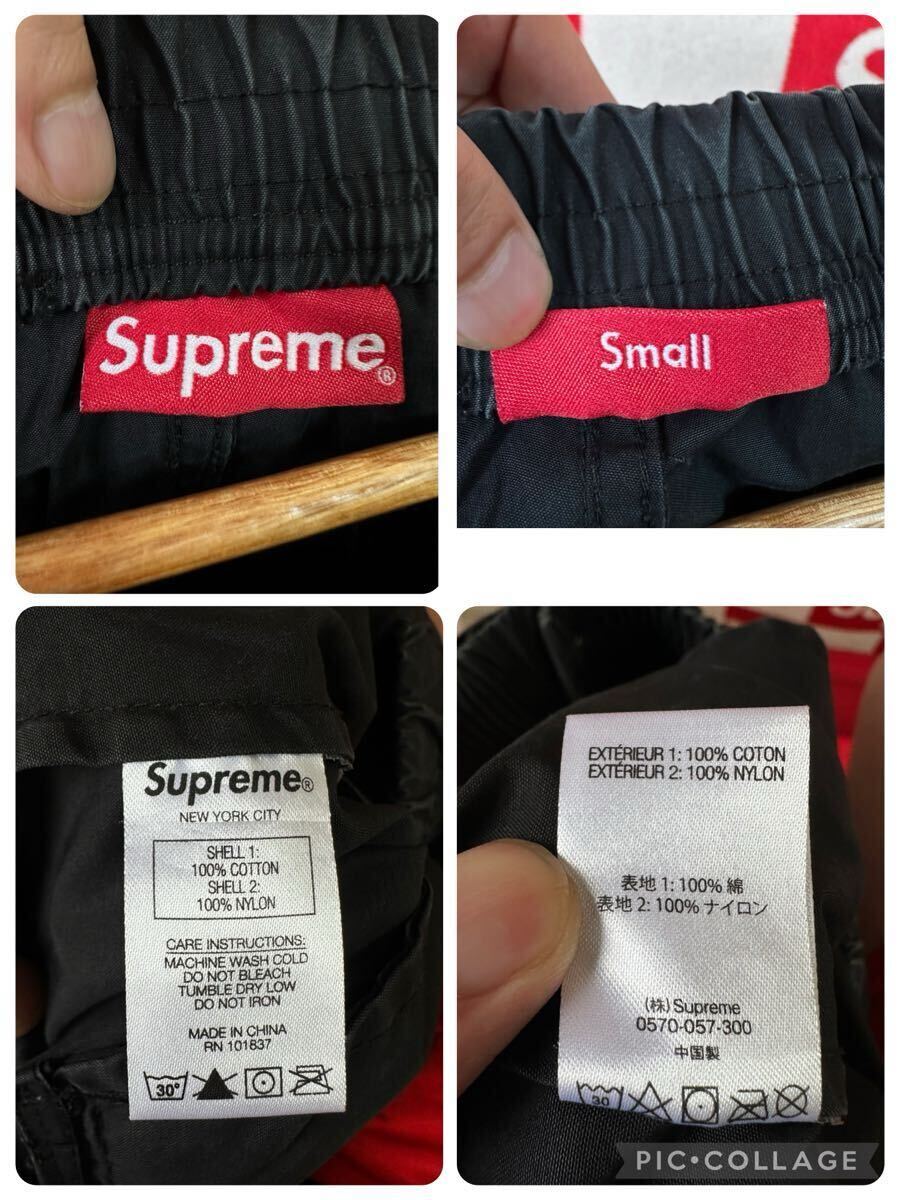 Supreme®
Small
Supreme®
NEW YORK CITY
SHELL 1:
100% COTTON
SHELL 2:
100% NYLON
CARE INSTRUCTIONS:
MACHINE WASH COLD
DO NOT BLEACH
TUMBLE DRY LOW
DO NOT IRON
MADE IN CHINA
RN 101837
30°
EXTÉRIEUR 1: 100% COTON
EXTÉRIEUR 2: 100% NYLON
表地 1: 100% 綿
表地 2: 100% ナイロン
(株) Supreme
0570-057-300
中国製
30
PIC•COLLAGE